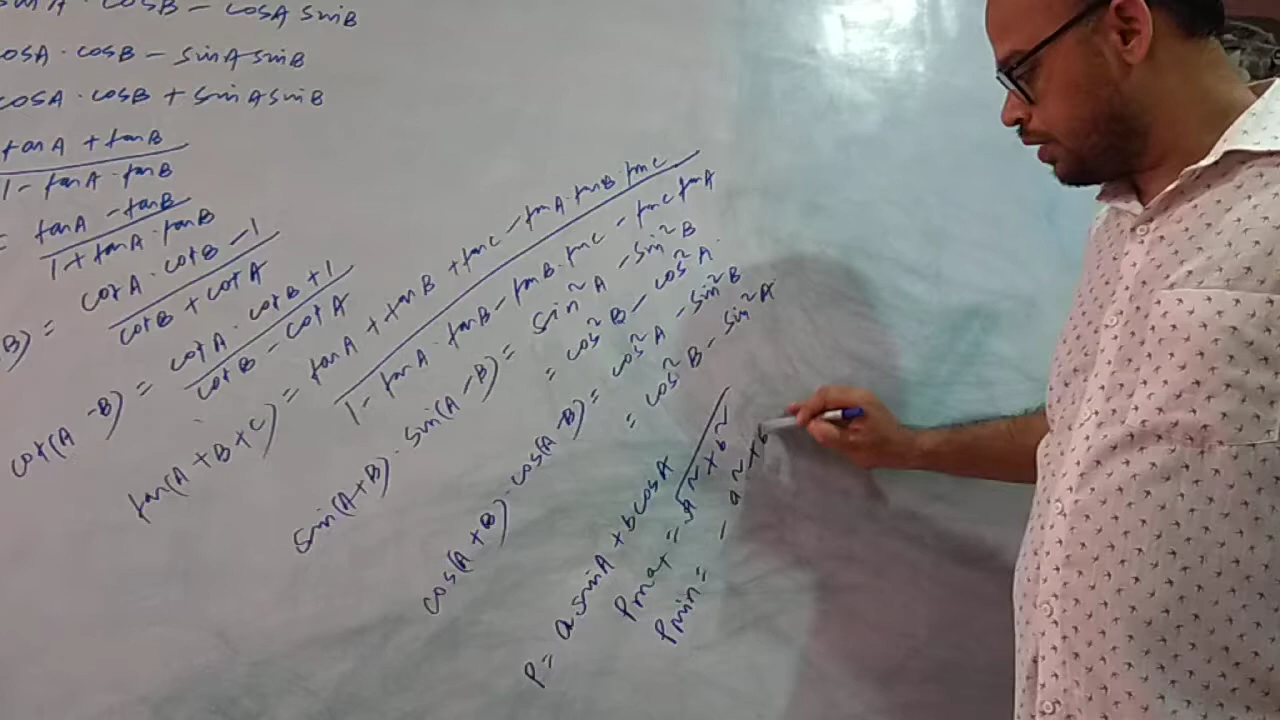 sinA · cosB - cosA sinB
cosA · cosB - sinA sinB
cosA · cosB + sinA sinB
tanA + tanB
1 - tanA · tanB
= tanA - tanB
1 + tanA · tanB
B) = cotA · cotB - 1
cotB + cotA
cot(A - B) = cotA · cotB + 1
cotB - cotA
tan(A + B + C) = tanA + tanB + tanC - tanA · tanB · tanC
1 - tanA · tanB - tanB · tanC - tanC tanA
sin(A+B) · sin(A - B) = sin²A - sin²B
= cos²B - cos²A
cos(A + B) · cos(A - B) = cos²A - sin²B
= cos²B - sin²A
P = a sinA + b cosA
Pmax = √a² + b²
Pmin = - a² + b